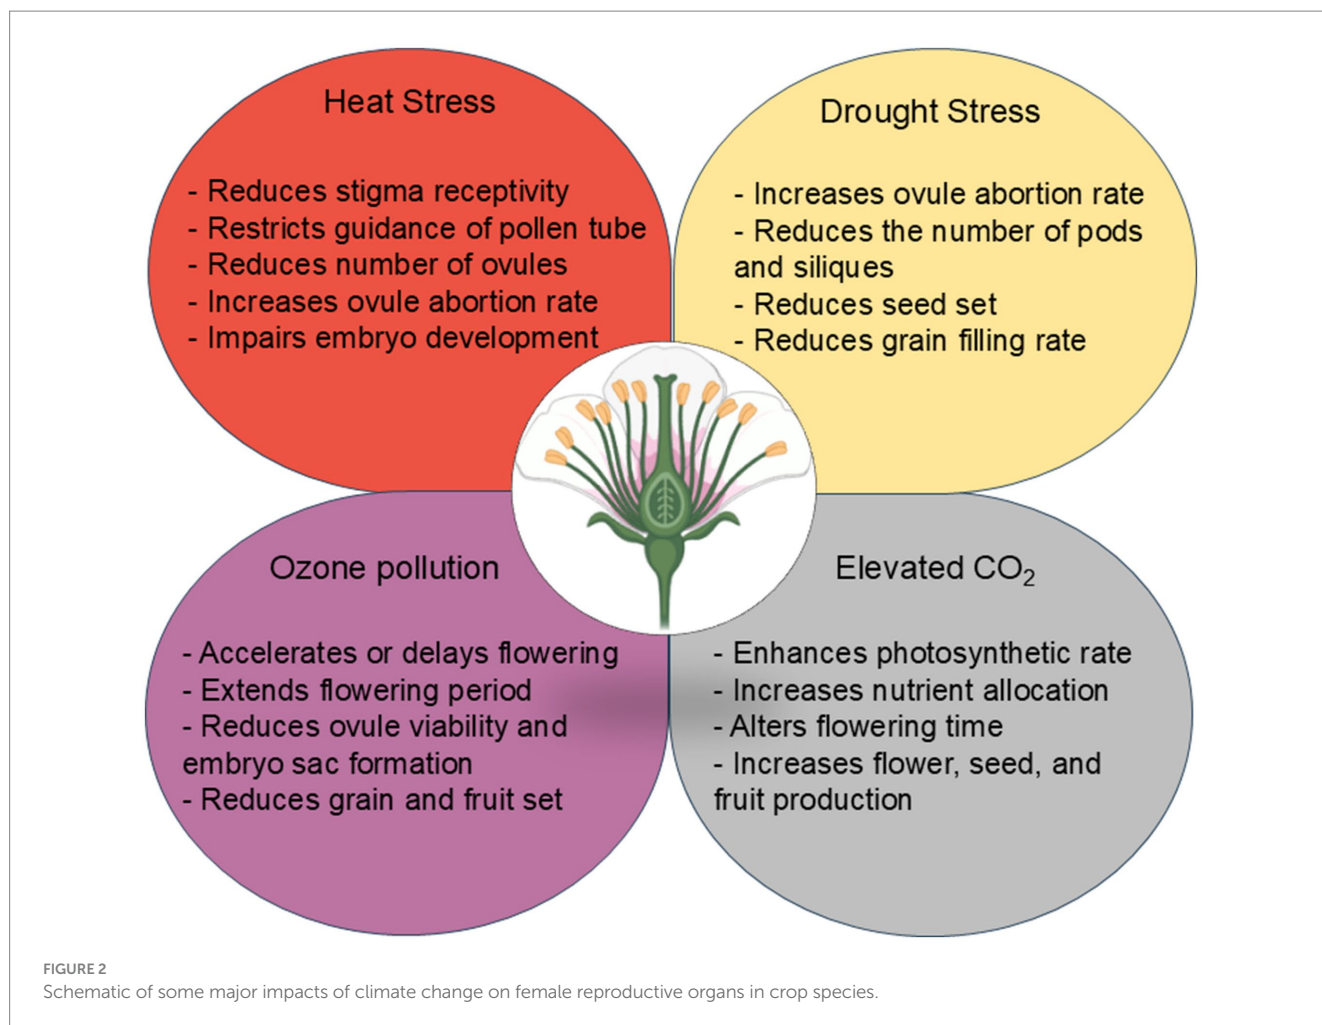 Heat Stress
- Reduces stigma receptivity
- Restricts guidance of pollen tube
- Reduces number of ovules
- Increases ovule abortion rate
- Impairs embryo development
Drought Stress
- Increases ovule abortion rate
- Reduces the number of pods
and siliques
- Reduces seed set
- Reduces grain filling rate
Ozone pollution
- Accelerates or delays flowering
- Extends flowering period
- Reduces ovule viability and
embryo sac formation
- Reduces grain and fruit set
Elevated CO₂
- Enhances photosynthetic rate
- Increases nutrient allocation
- Alters flowering time
- Increases flower, seed, and
fruit production
FIGURE 2
Schematic of some major impacts of climate change on female reproductive organs in crop species.